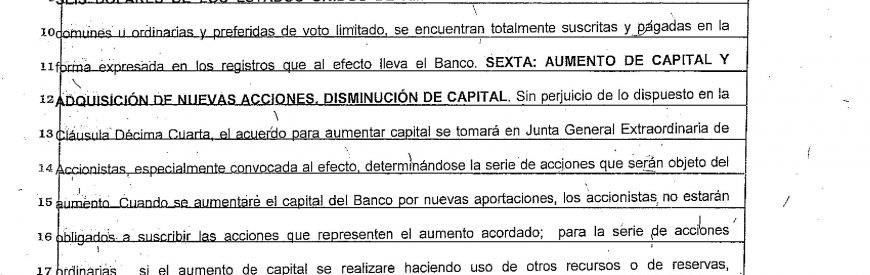 10 comunes u ordinarias y preferidas de voto limitado, se encuentran totalmente suscritas y pagadas en la
11 forma expresada en los registros que al efecto lleva el Banco. SEXTA: AUMENTO DE CAPITAL Y
12 ADQUISICIÓN DE NUEVAS ACCIONES, DISMINUCIÓN DE CAPITAL. Sin perjuicio de lo dispuesto en la
13 Cláusula Décima Cuarta, el acuerdo para aumentar capital se tomará en Junta General Extraordinaria de
14 Accionistas, especialmente convocada al efecto, determinándose la serie de acciones que serán objeto del
15 aumento. Cuando se aumentare el capital del Banco por nuevas aportaciones, los accionistas no estarán
16 obligados a suscribir las acciones que representen el aumento acordado; para la serie de acciones
17 ordinarias si el aumento de capital se realizare haciendo uso de otros recursos o de reservas,